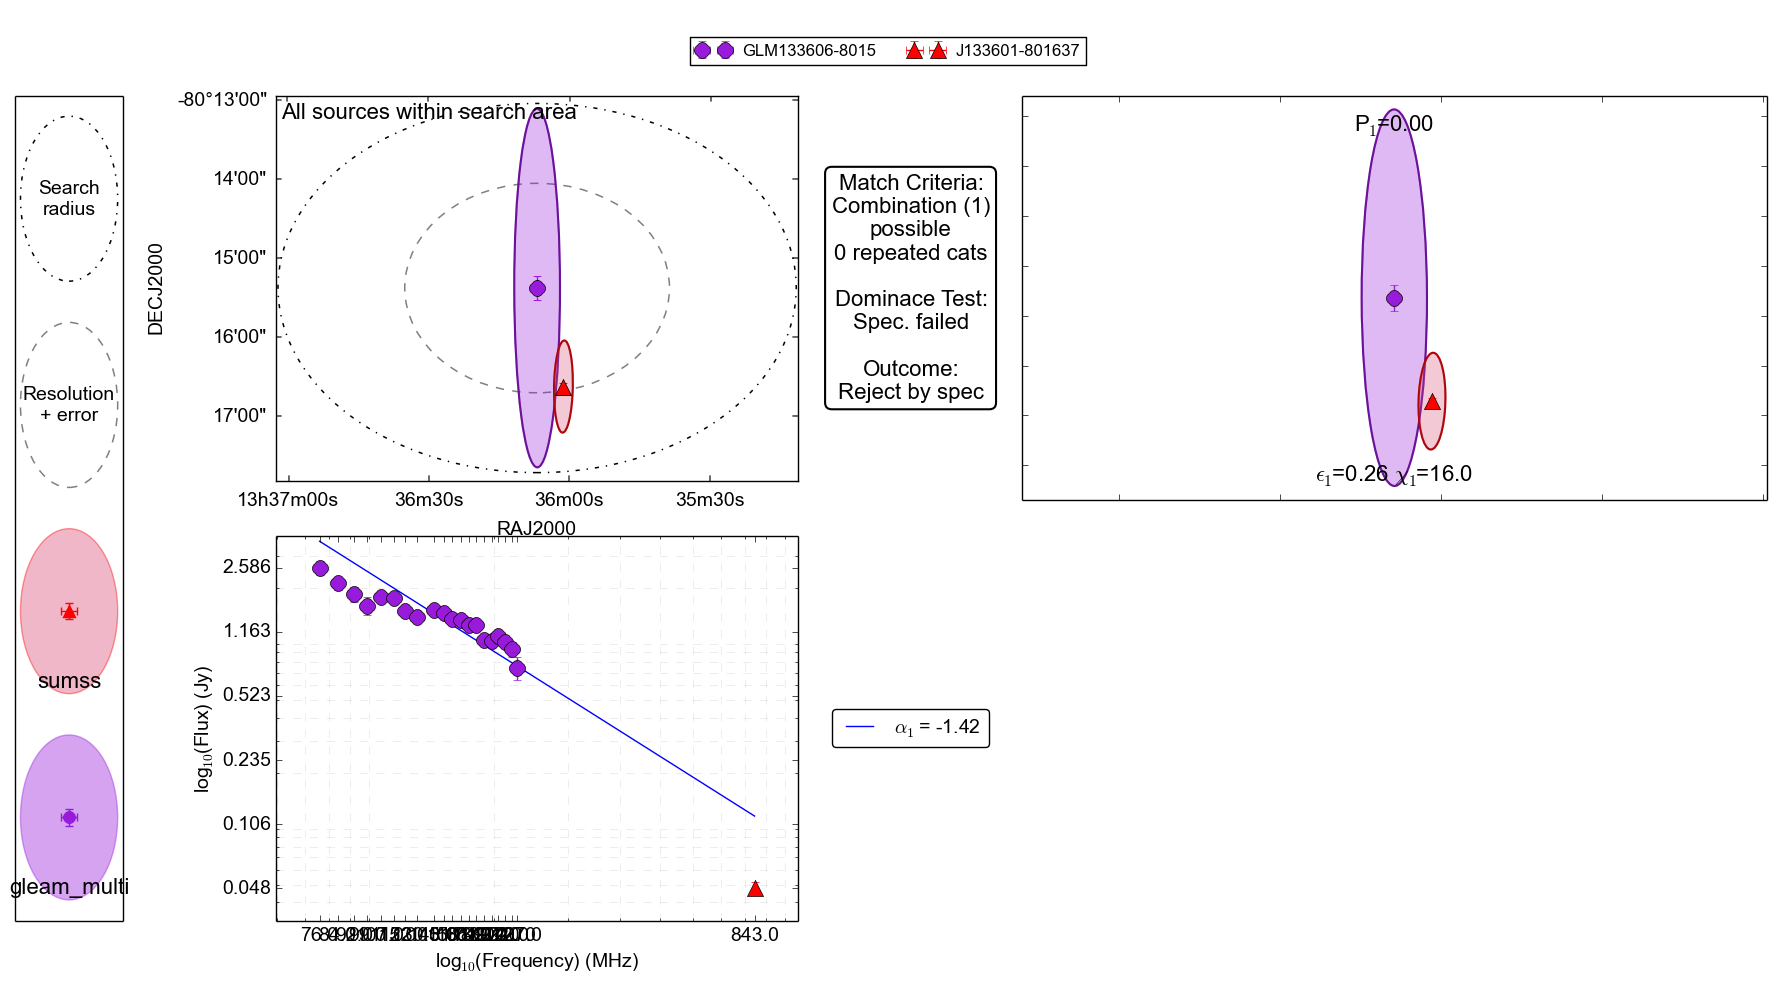 GLM133606-8015
J133601-801637
Search
radius
Resolution
+ error
sumss
gleam_multi
DECJ2000
-80°13'00"
14'00"
15'00"
16'00"
17'00"
All sources within search area
13h37m00s
36m30s
36m00s
35m30s
RAJ2000
Match Criteria:
Combination (1)
possible
0 repeated cats
Dominace Test:
Spec. failed
Outcome:
Reject by spec
P₁=0.00
ϵ₁=0.26 χ₁=16.0
log₁₀(Flux) (Jy)
2.586
1.163
0.523
0.235
0.106
0.048
843.0
log₁₀(Frequency) (MHz)
α₁ = -1.42